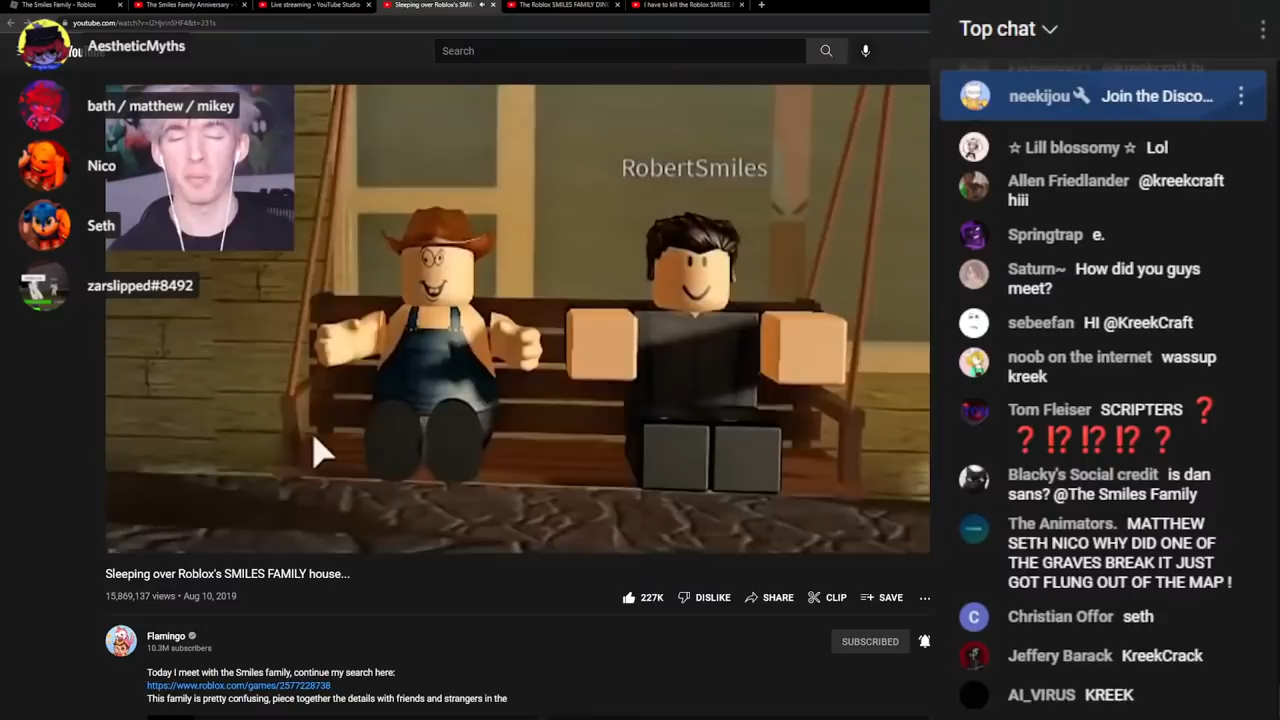 The Smiles Family - Roblox
The Smiles Family Anniversary -
Live streaming - YouTube Studio
Sleeping over Roblox's SMIL
The Roblox SMILES FAMILY DIN
I have to kill the Roblox SMILES
AestheticMyths
bath / matthew / mikey
Nico
Seth
zarslipped#8492
Search
RobertSmiles
Sleeping over Roblox's SMILES FAMILY house...
15,869,137 views • Aug 10, 2019
227K DISLIKE SHARE CLIP SAVE ...
Flamingo
10.3M subscribers
SUBSCRIBED
Today I meet with the Smiles family, continue my search here:
https://www.roblox.com/games/2577228738
This family is pretty confusing, piece together the details with friends and strangers in the
Top chat
neekijou Join the Disco...
☆ Lill blossomy ☆ Lol
Allen Friedlander @kreekcraft
hiii
Springtrap e.
Saturn~ How did you guys
meet?
sebeefan HI @KreekCraft
noob on the internet wassup
kreek
Tom Fleiser SCRIPTERS ❓
❓ ⁉️ ⁉️ ⁉️ ❓
Blacky's Social credit is dan
sans? @The Smiles Family
The Animators. MATTHEW
SETH NICO WHY DID ONE OF
THE GRAVES BREAK IT JUST
GOT FLUNG OUT OF THE MAP !
Christian Offor seth
Jeffery Barack KreekCrack
AI_VIRUS KREEK